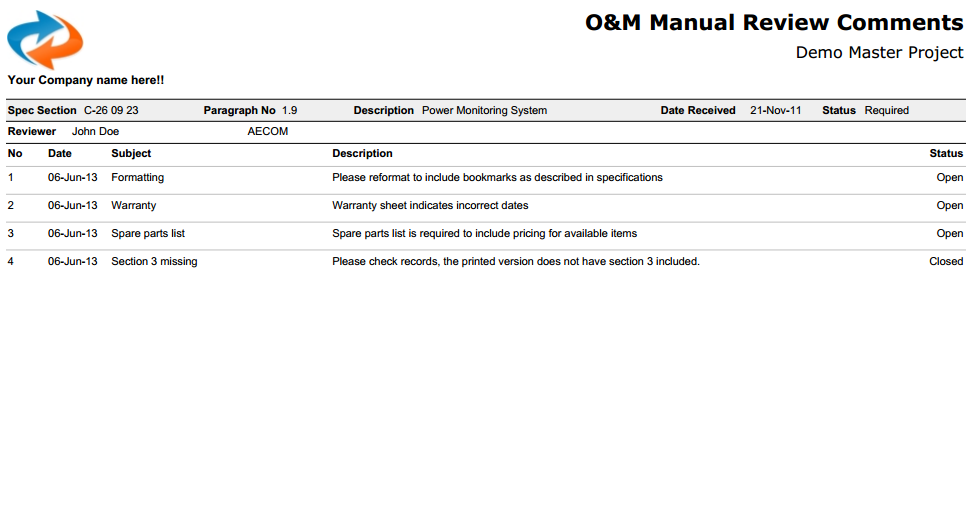 O&M Manual Review Comments
Demo Master Project
Your Company name here!!
Spec Section C-26 09 23 Paragraph No 1.9 Description Power Monitoring System Date Received 21-Nov-11 Status Required
Reviewer John Doe AECOM
No Date Subject Description Status
1 06-Jun-13 Formatting Please reformat to include bookmarks as described in specifications Open
2 06-Jun-13 Warranty Warranty sheet indicates incorrect dates Open
3 06-Jun-13 Spare parts list Spare parts list is required to include pricing for available items Open
4 06-Jun-13 Section 3 missing Please check records, the printed version does not have section 3 included. Closed